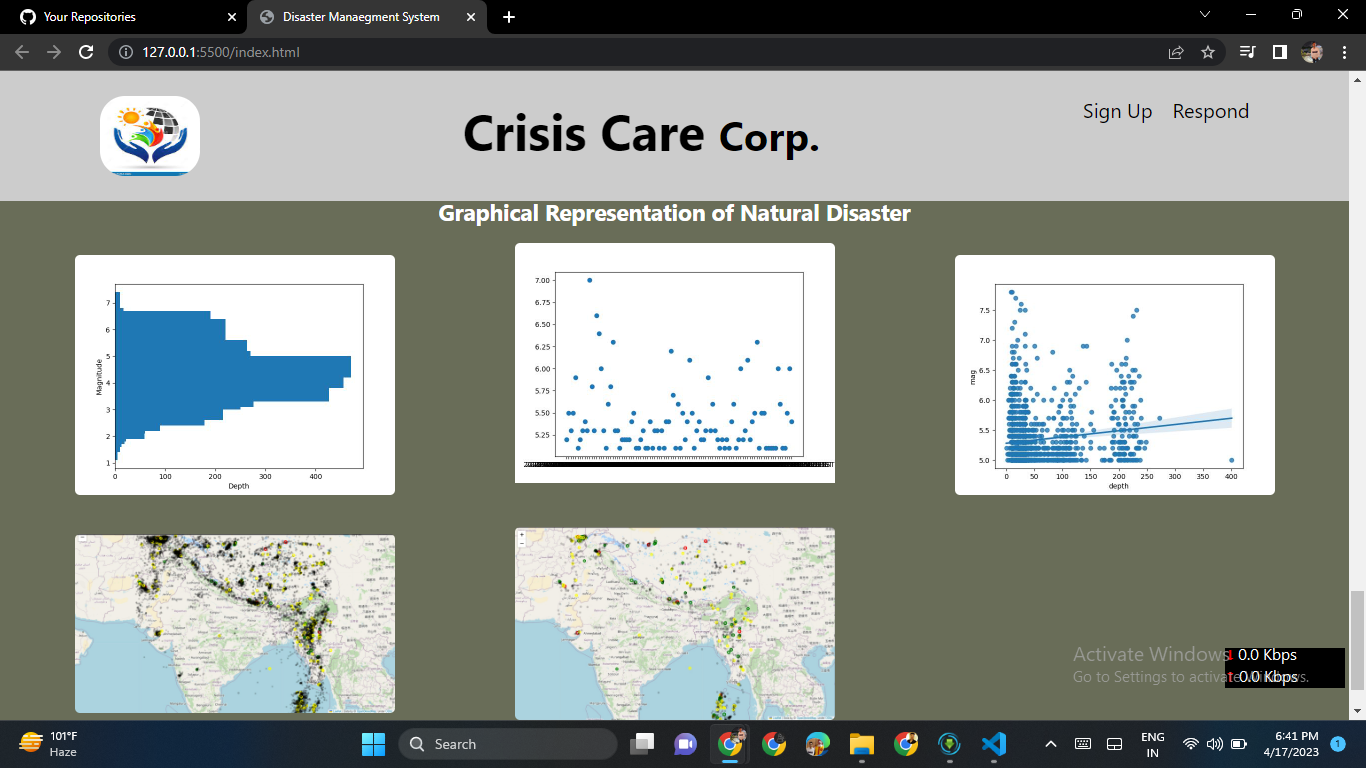 Your Repositories
Disaster Manaegment System
127.0.0.1:5500/index.html
Crisis Care Corp.
Sign Up Respond
Graphical Representation of Natural Disaster
7
6
5
4
3
2
1
Magnitude
0 100 200 300 400
Depth
7.00
6.75
6.50
6.25
6.00
5.75
5.50
5.25
7.5
7.0
6.5
6.0
5.5
5.0
mag
0 50 100 150 200 250 300 350 400
depth
Activate Windows
Go to Settings to activate Windows.
0.0 Kbps
0.0 Kbps
101°F
Haze
Search
ENG
IN
6:41 PM
4/17/2023
1